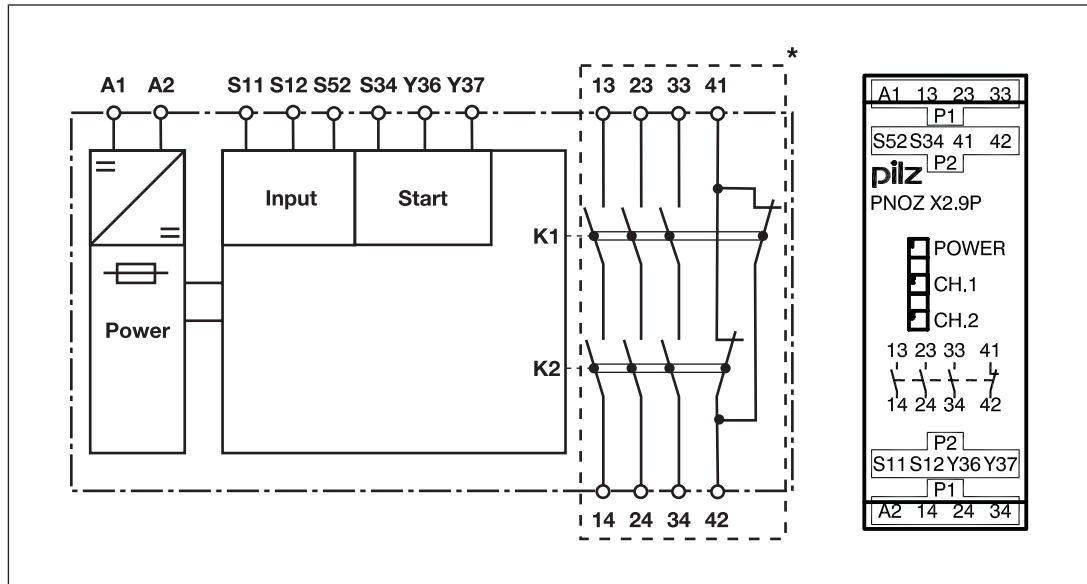 *
A1 A2 S11 S12 S52 S34 Y36 Y37 13 23 33 41
Input Start
K1
Power
K2
14 24 34 42
A1 13 23 33
P1
S52 S34 41 42
P2
pilz
PNOZ X2.9P
POWER
CH.1
CH.2
13 23 33 41
14 24 34 42
P2
S11 S12 Y36 Y37
P1
A2 14 24 34